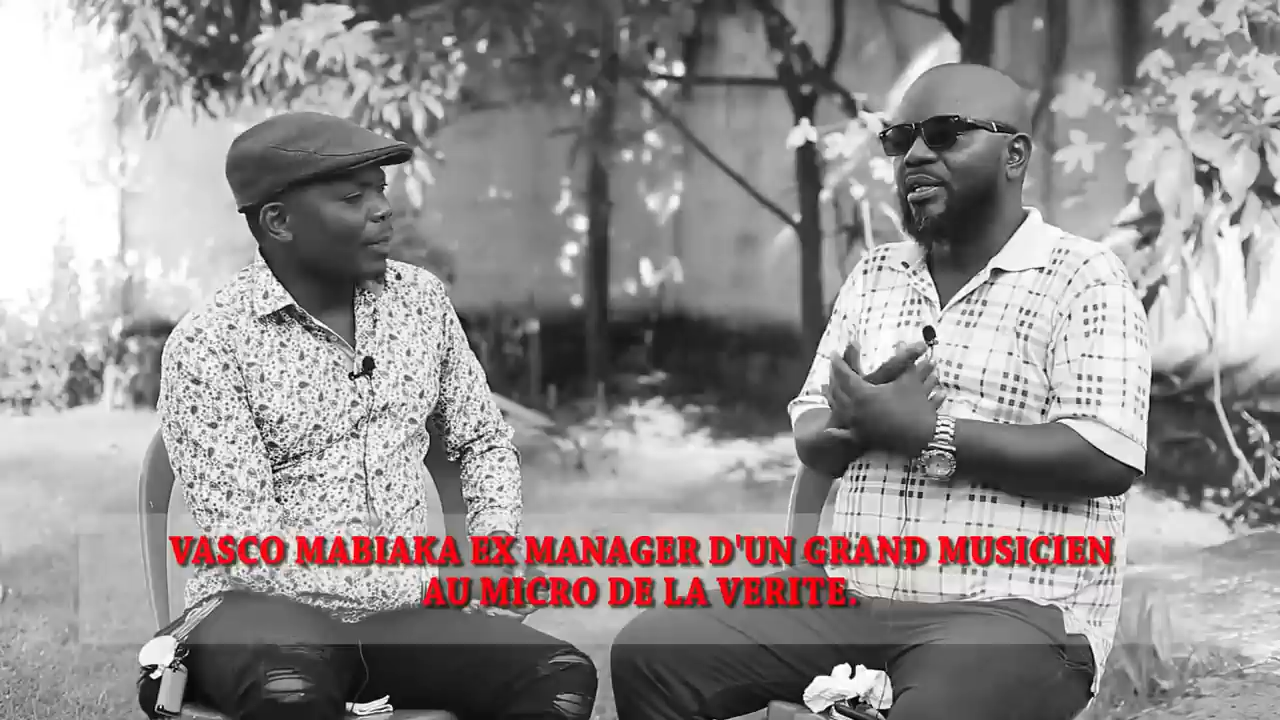 VASCO MABIAKA EX MANAGER D'UN GRAND MUSICIEN
AU MICRO DE LA VERITE.